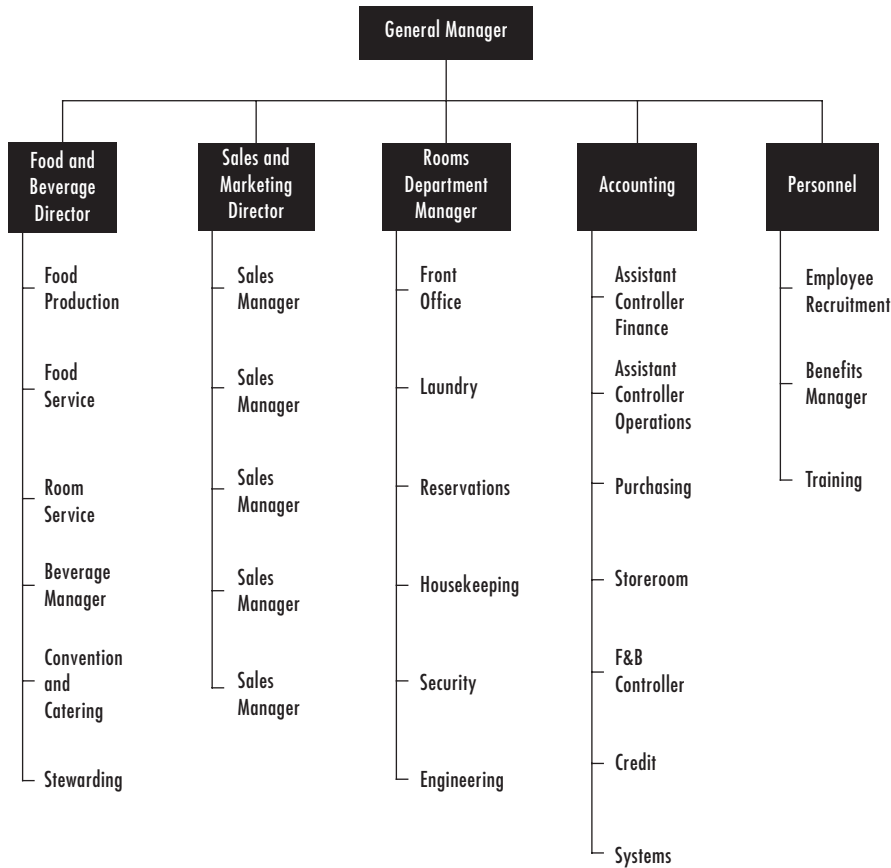 General Manager
Food and
Beverage
Director
Sales and
Marketing
Director
Rooms
Department
Manager
Accounting
Personnel
Food
Production
Food
Service
Room
Service
Beverage
Manager
Convention
and
Catering
Stewarding
Sales
Manager
Sales
Manager
Sales
Manager
Sales
Manager
Sales
Manager
Front
Office
Laundry
Reservations
Housekeeping
Security
Engineering
Assistant
Controller
Finance
Assistant
Controller
Operations
Purchasing
Storeroom
F&B
Controller
Credit
Systems
Employee
Recruitment
Benefits
Manager
Training